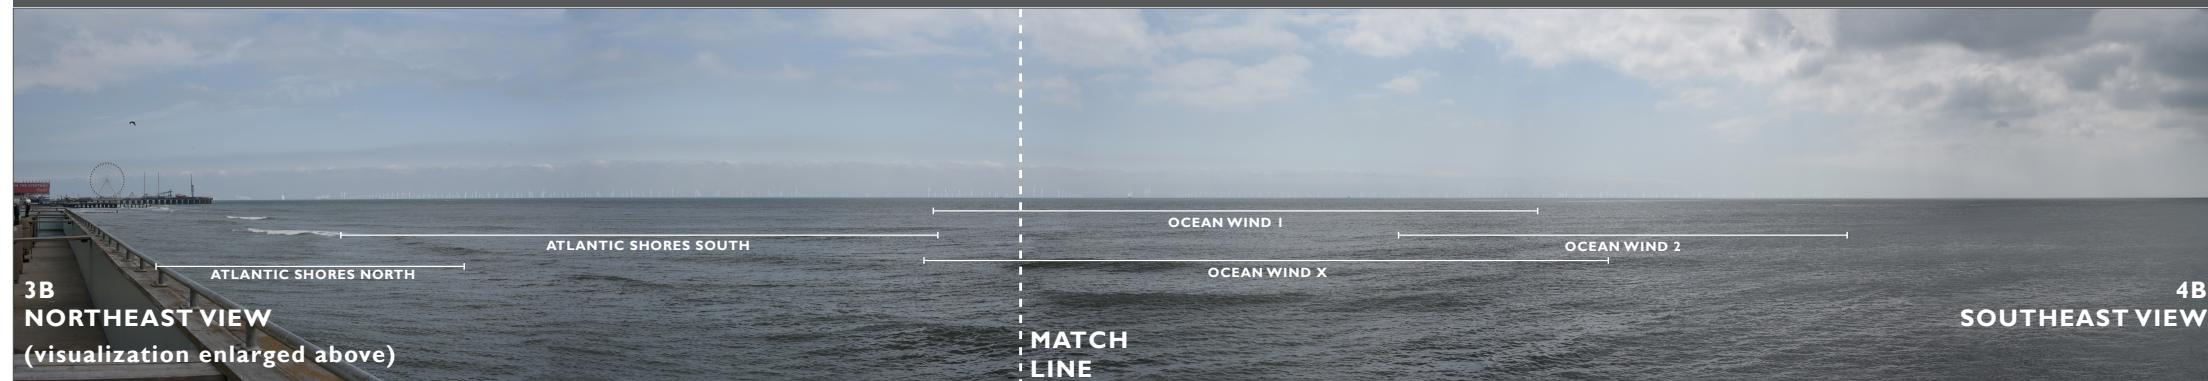 OCEAN WIND 1
ATLANTIC SHORES SOUTH
OCEAN WIND 2
ATLANTIC SHORES NORTH
OCEAN WIND X
3B
NORTHEAST VIEW
(visualization enlarged above)
MATCH
LINE
4B
SOUTHEAST VIEW